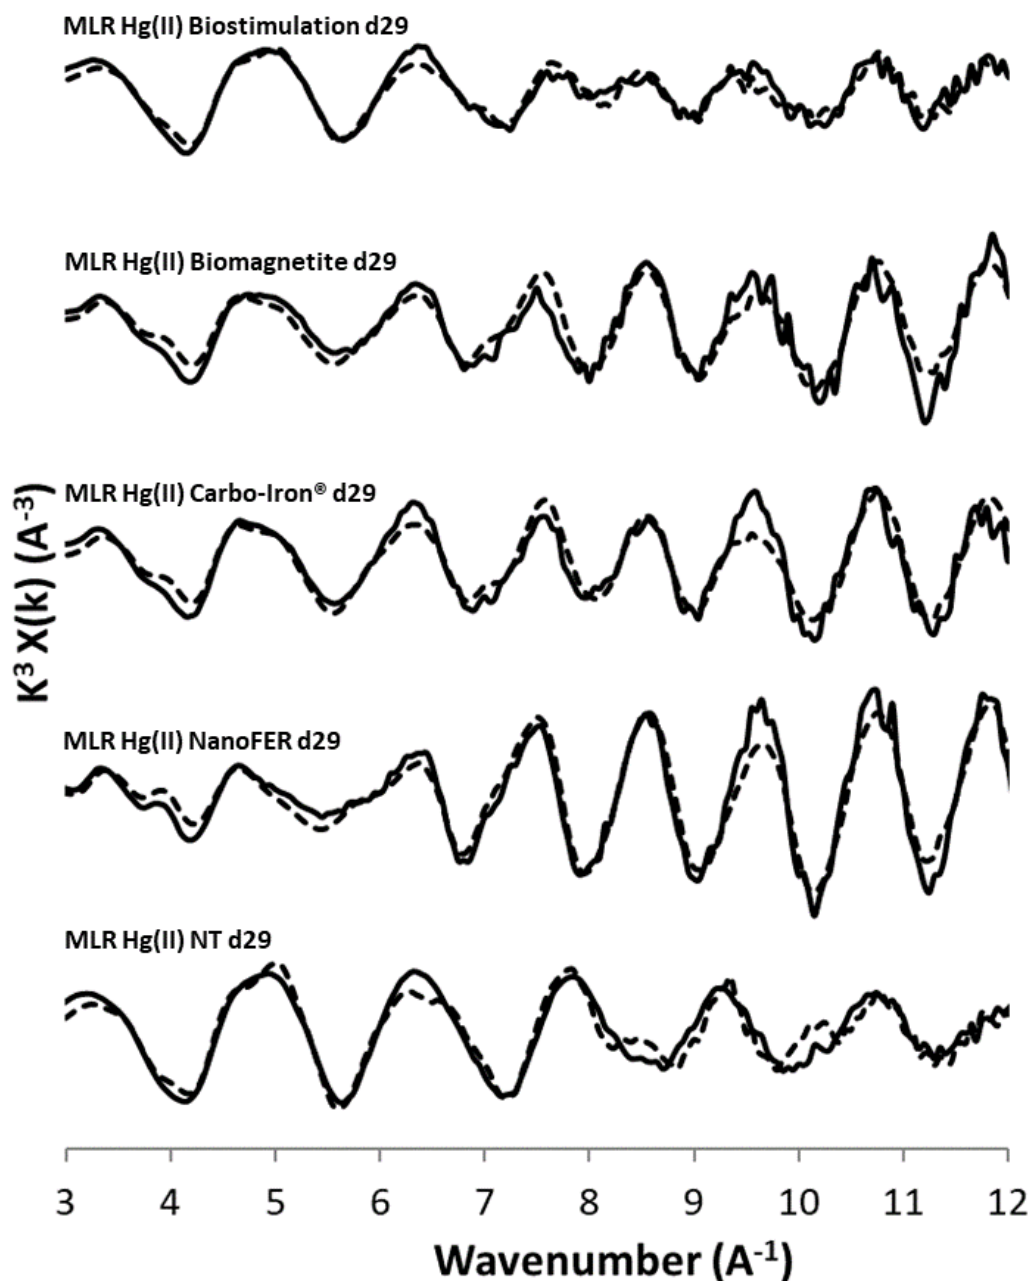 MLR Hg(II) Biostimulation d29
MLR Hg(II) Biomagnetite d29
MLR Hg(II) Carbo-Iron® d29
K³ X(k) (A⁻³)
MLR Hg(II) NanoFER d29
MLR Hg(II) NT d29
3 4 5 6 7 8 9 10 11 12
Wavenumber (A⁻¹)